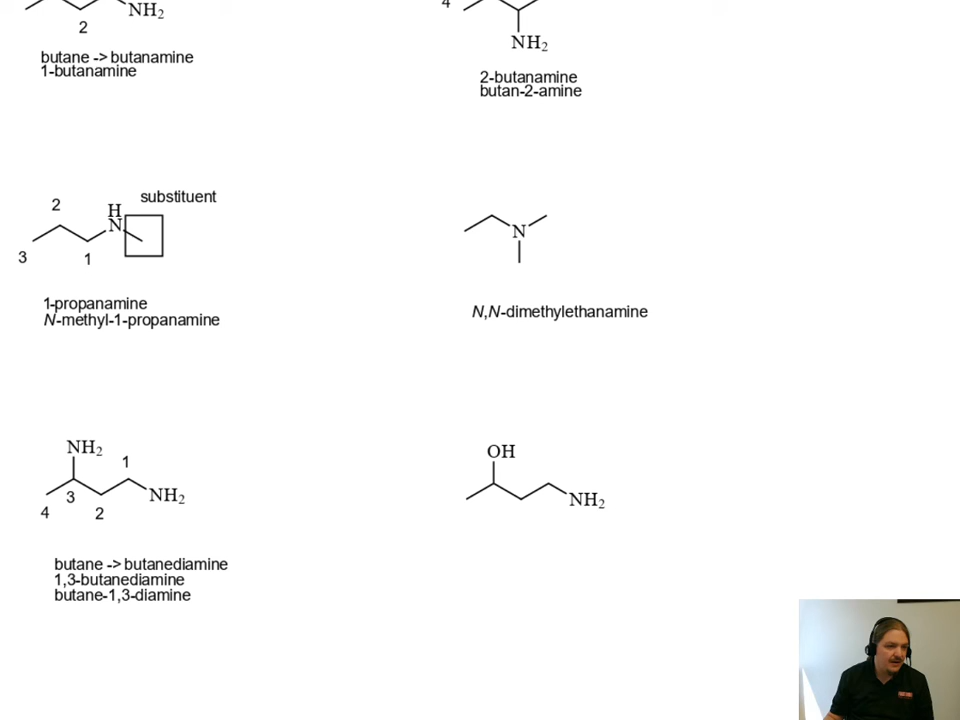 NH2
2
butane -> butanamine
1-butanamine
4
NH2
2-butanamine
butan-2-amine
substituent
2
H
N
3
1
1-propanamine
N-methyl-1-propanamine
N
N,N-dimethylethanamine
NH2
1
3
NH2
4
2
butane -> butanediamine
1,3-butanediamine
butane-1,3-diamine
OH
NH2